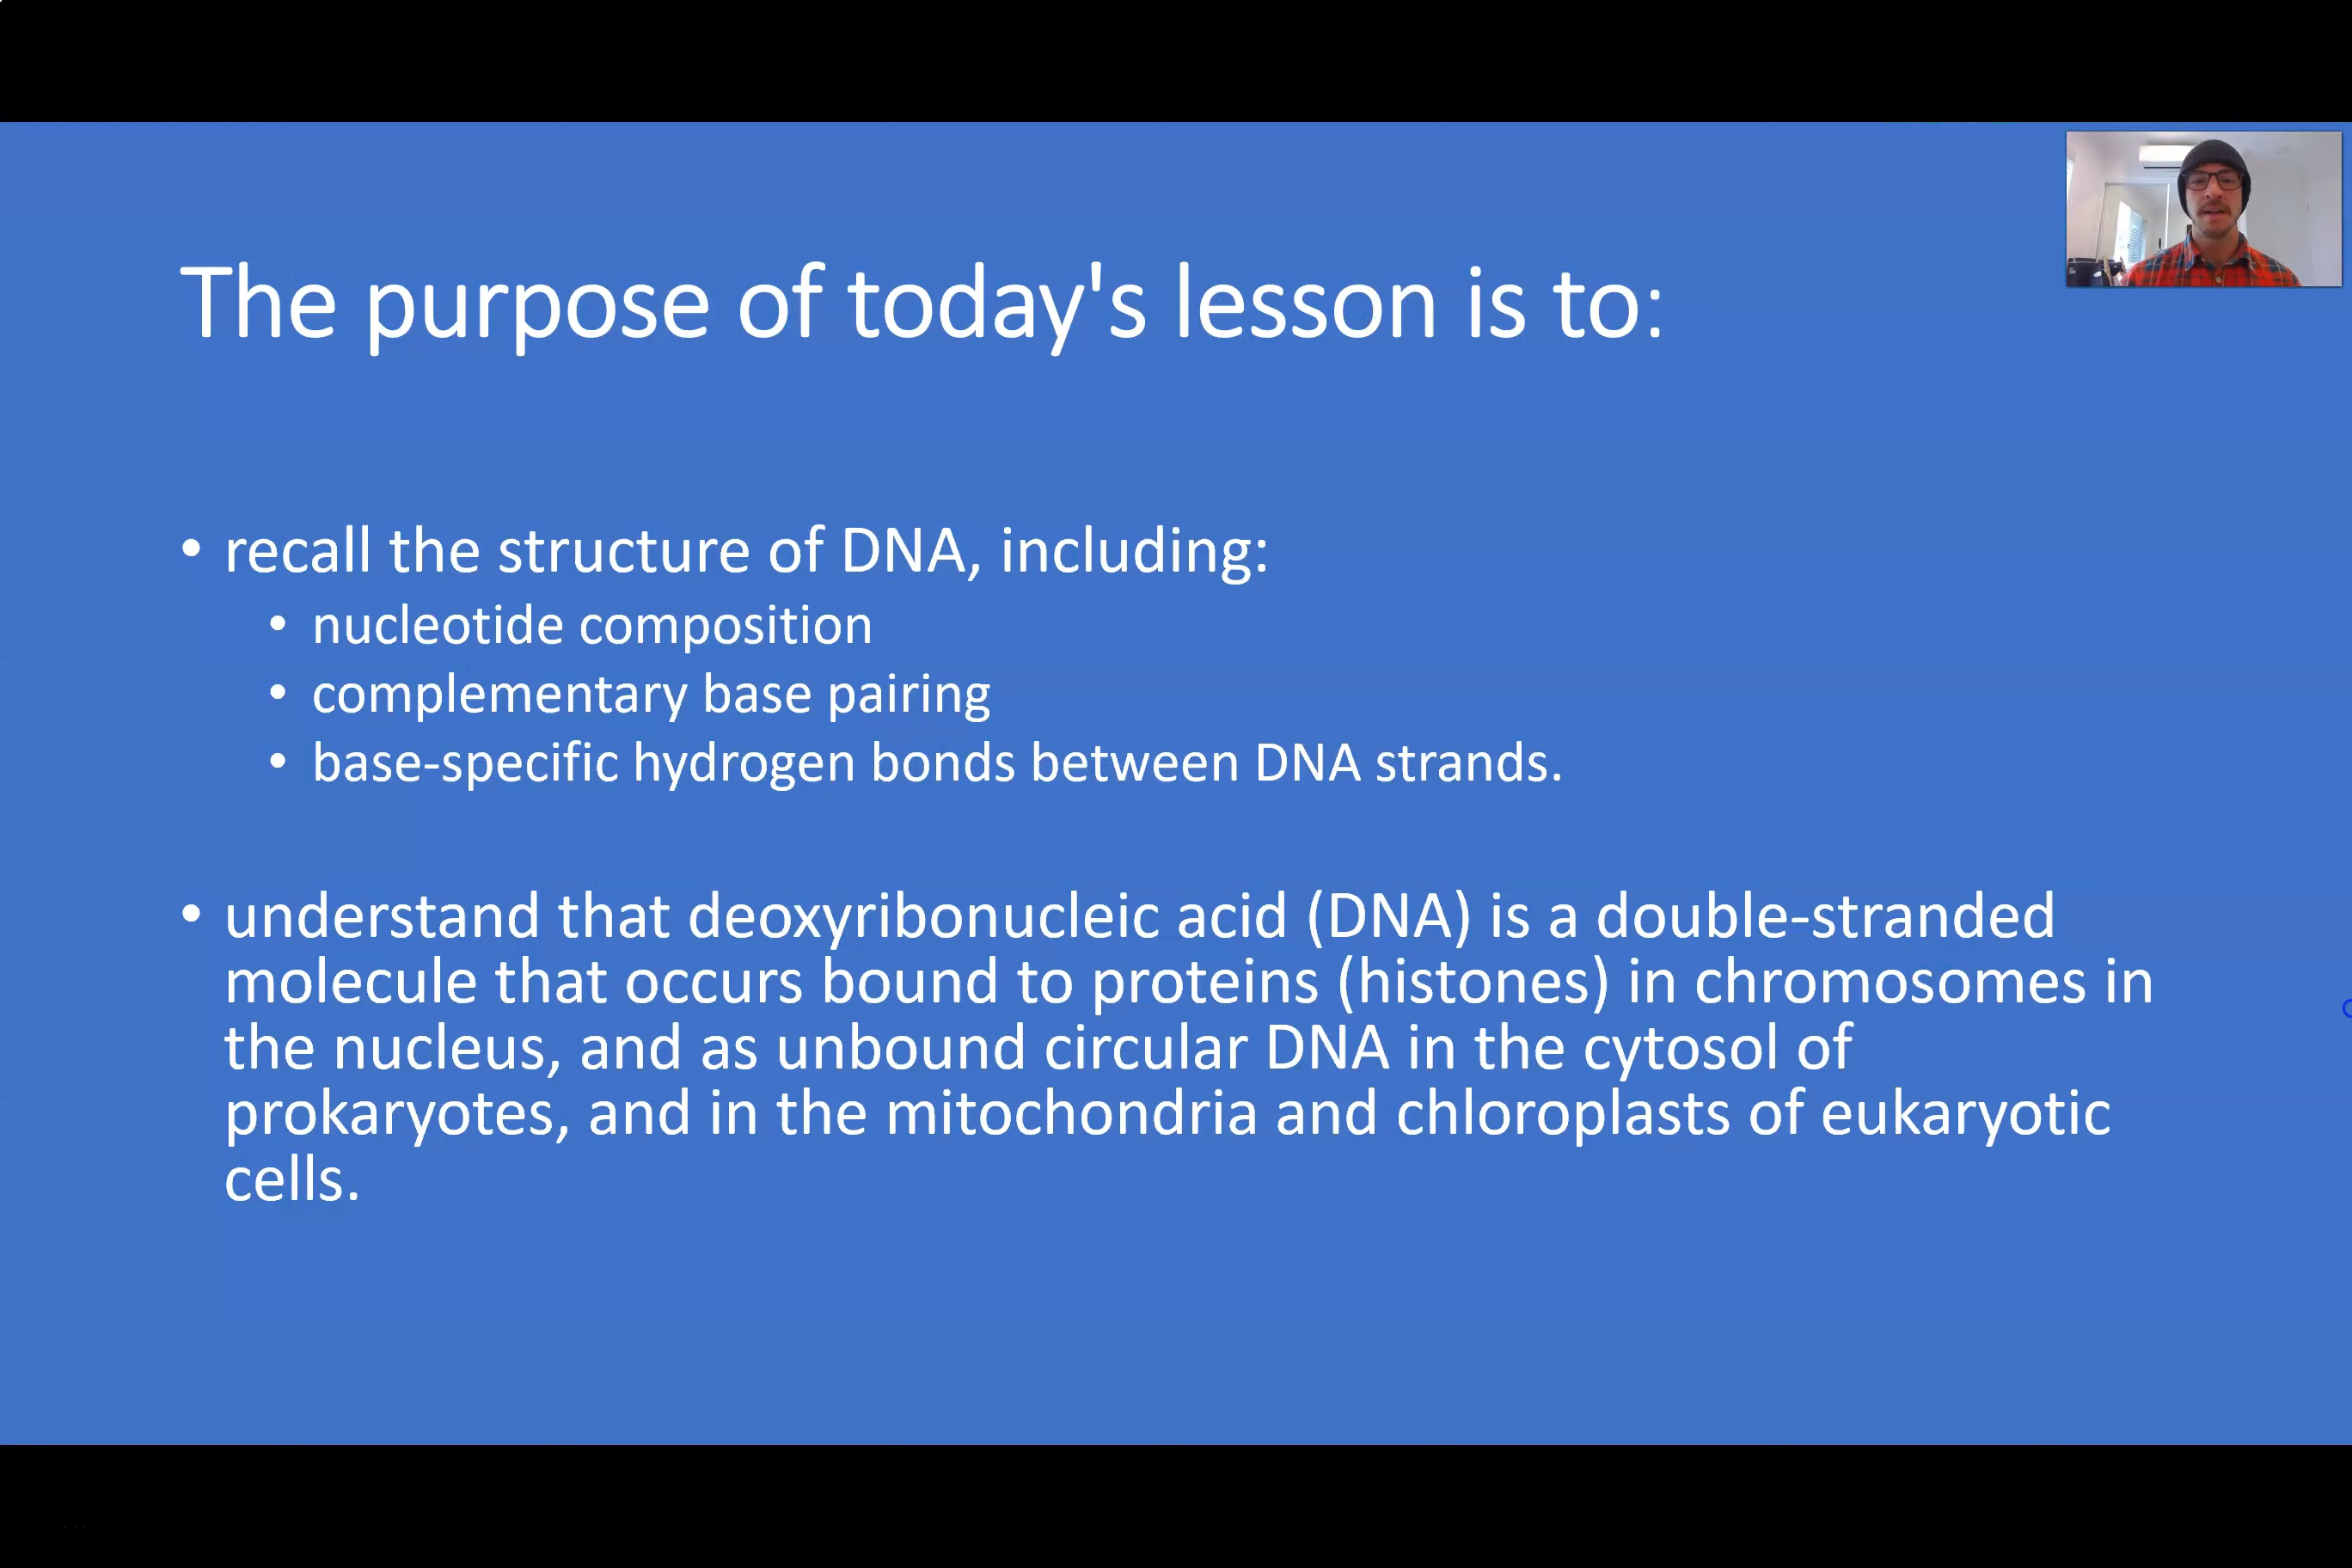 The purpose of today's lesson is to:
• recall the structure of DNA, including:
• nucleotide composition
• complementary base pairing
• base-specific hydrogen bonds between DNA strands.
• understand that deoxyribonucleic acid (DNA) is a double-stranded
molecule that occurs bound to proteins (histones) in chromosomes in
the nucleus, and as unbound circular DNA in the cytosol of
prokaryotes, and in the mitochondria and chloroplasts of eukaryotic
cells.